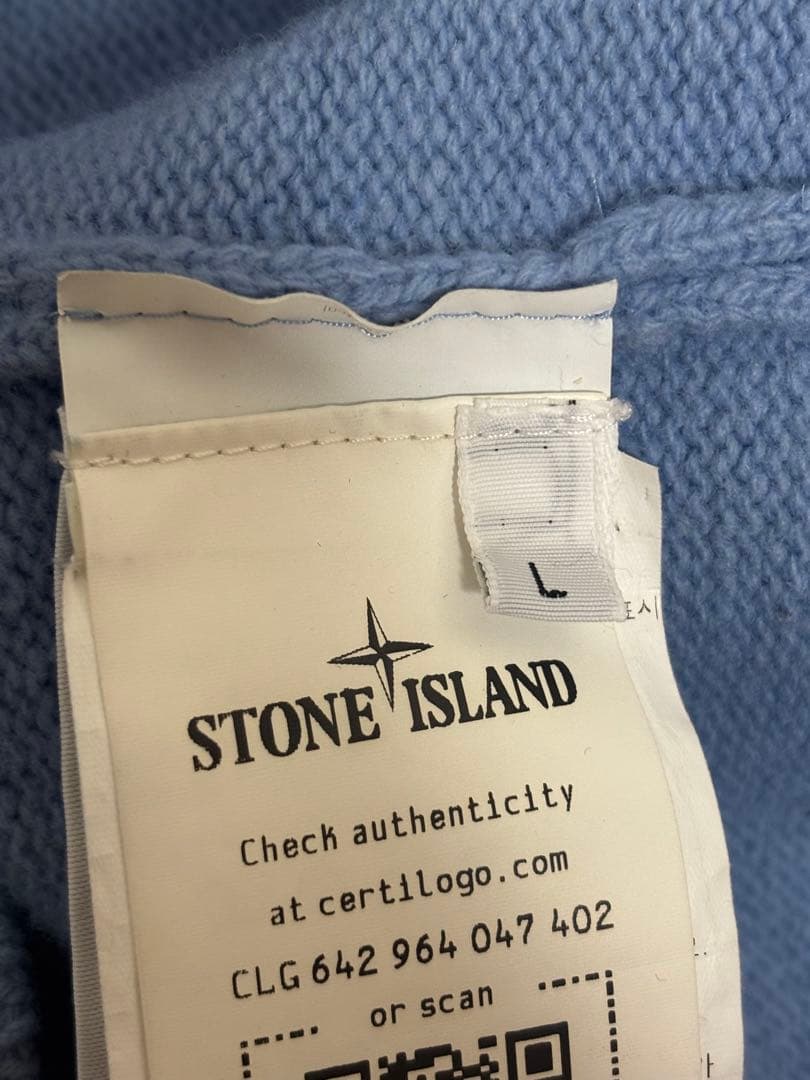 L
STONE ISLAND
Check authenticity
at certilogo.com
CLG 642 964 047 402
or scan